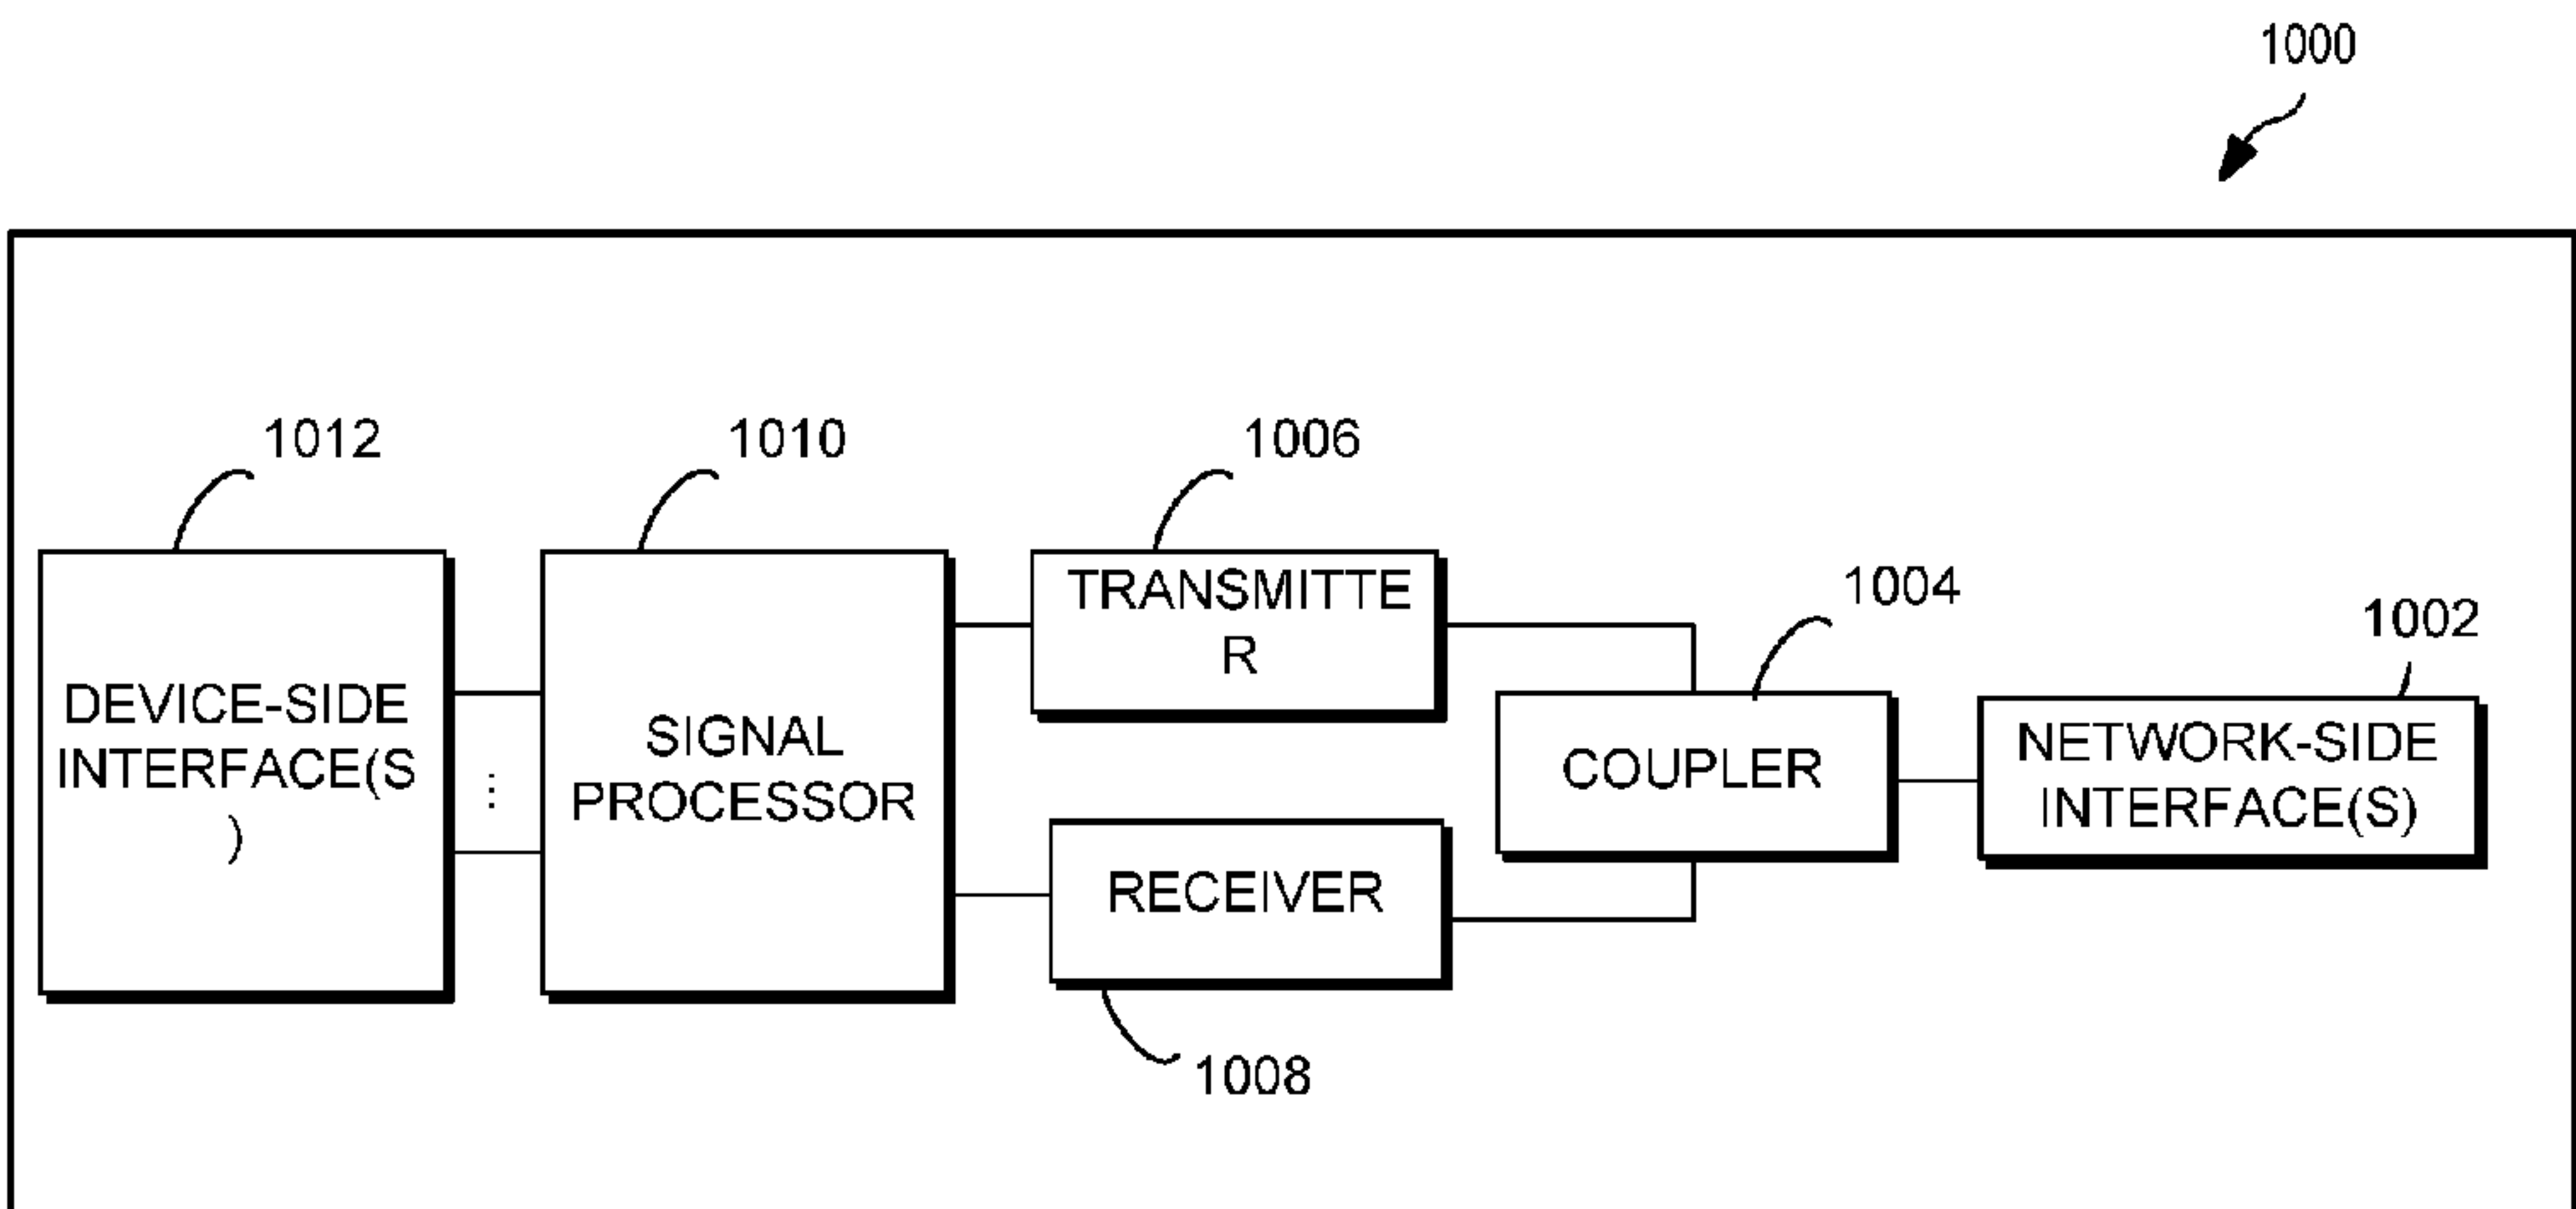 1000
1012
1010
1006
1004
1002
DEVICE-SIDE
INTERFACE(S
)
...
SIGNAL
PROCESSOR
TRANSMITTE
R
RECEIVER
1008
COUPLER
NETWORK-SIDE
INTERFACE(S)